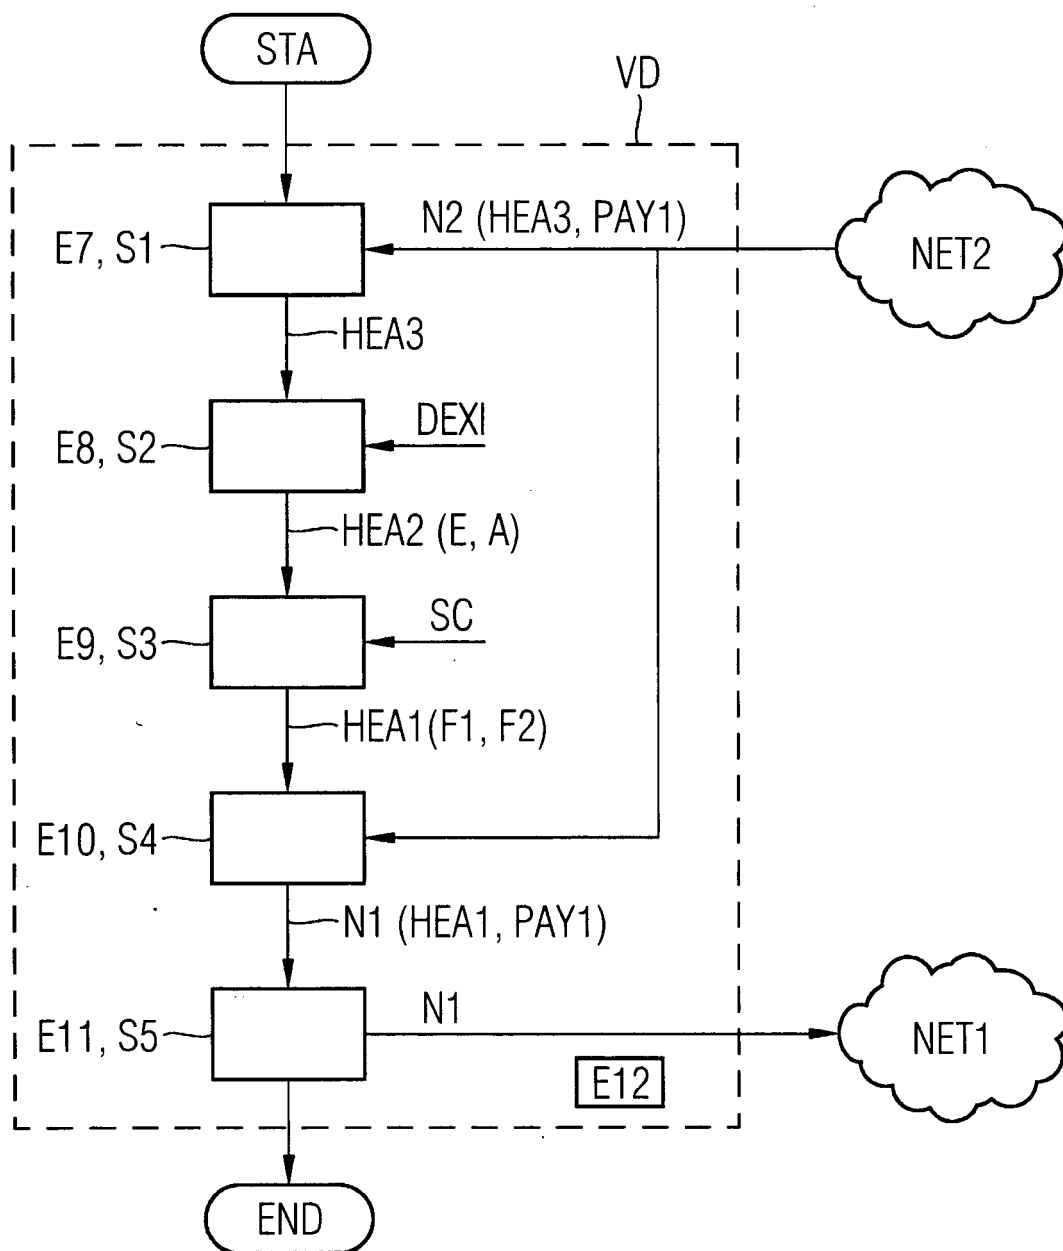 STA
VD
N2 (HEA3, PAY1)
E7, S1
NET2
HEA3
DEXI
E8, S2
HEA2 (E, A)
SC
E9, S3
HEA1(F1, F2)
E10, S4
N1 (HEA1, PAY1)
N1
E11, S5
NET1
E12
END